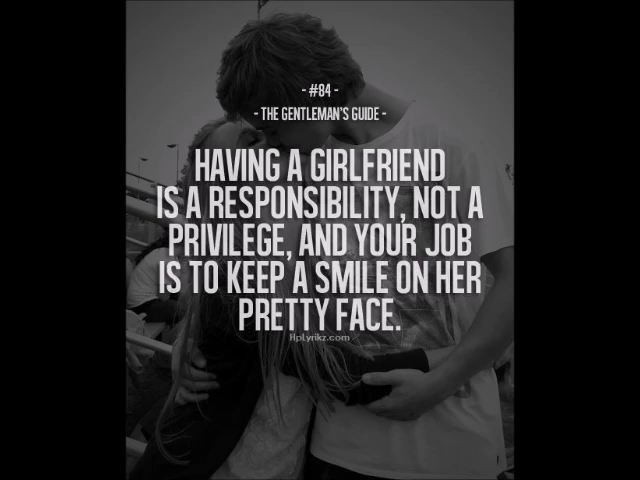 - #84 -
- THE GENTLEMAN'S GUIDE -
HAVING A GIRLFRIEND
IS A RESPONSIBILITY, NOT A
PRIVILEGE, AND YOUR JOB
IS TO KEEP A SMILE ON HER
PRETTY FACE.
HpLyrikz.com